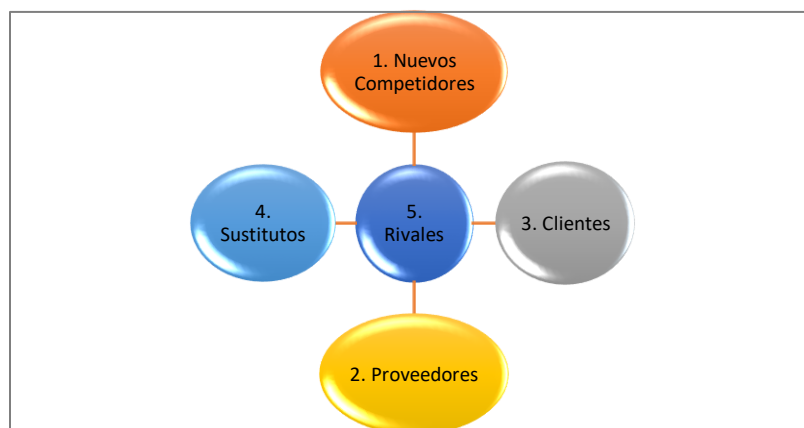 1. Nuevos
Competidores
4.
Sustitutos
5.
Rivales
3. Clientes
2. Proveedores